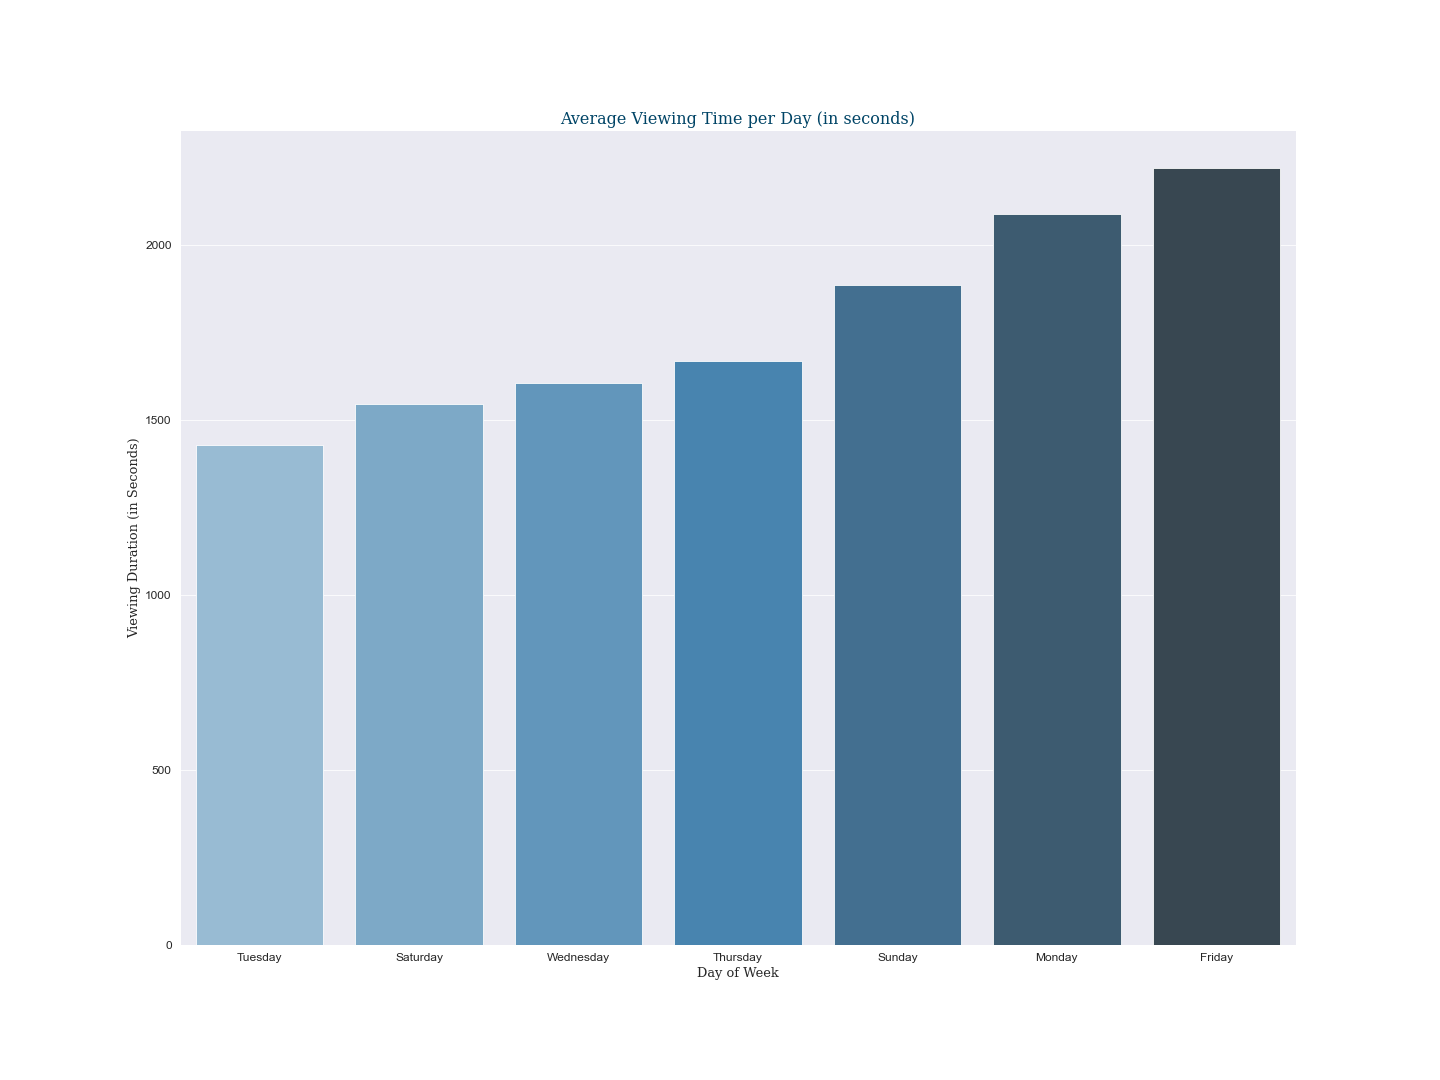 Average Viewing Time per Day (in seconds)
Viewing Duration (in Seconds)
2000
1500
1000
500
0
Tuesday Saturday Wednesday Thursday Sunday Monday Friday
Day of Week